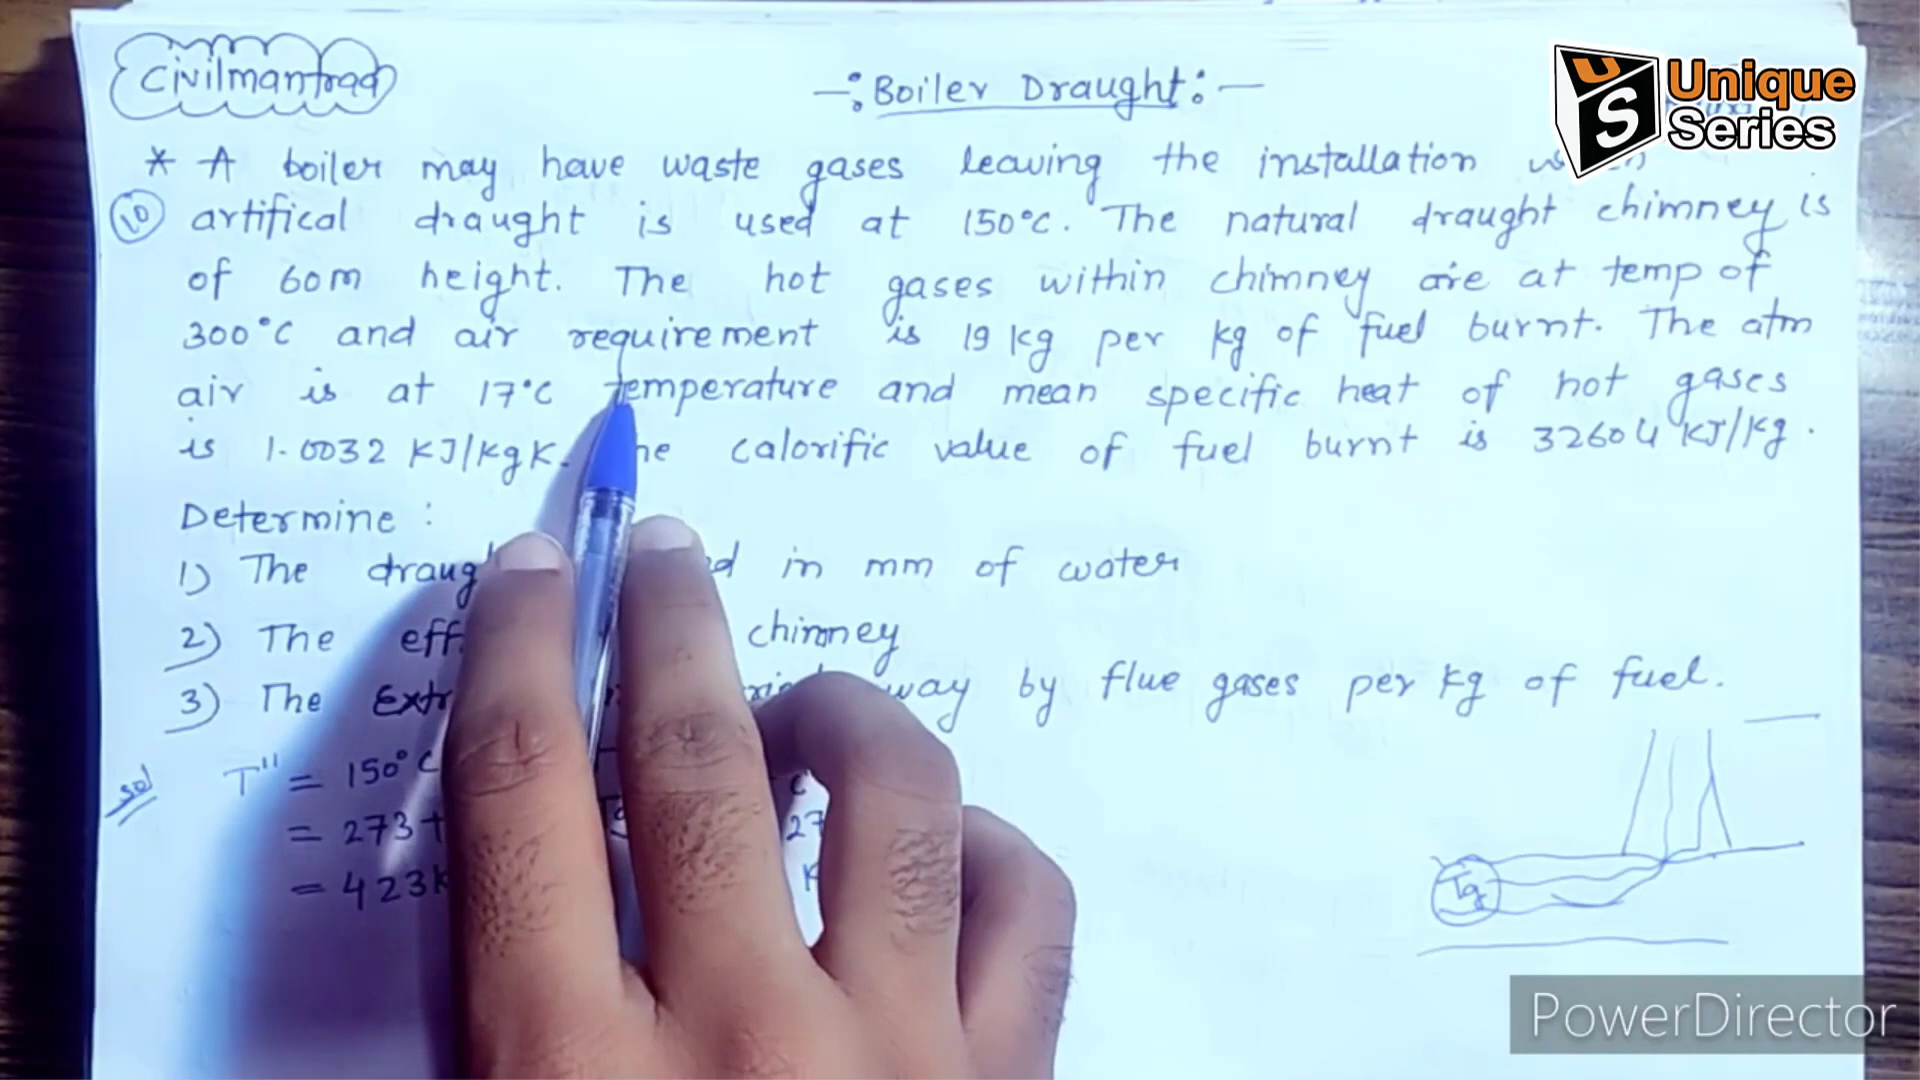 Civilmantraa
-: Boiler Draught :-
Unique
Series
US
* A boiler may have waste gases leaving the installation
10 artifical draught is used at 150°C. The natural draught chimney is
of 60m height. The hot gases within chimney are at temp of
300°C and air requirement is 19 kg per kg of fuel burnt. The atm
air is at 17°C temperature and mean specific heat of hot gases
is 1.0032 KJ/kgK. calorific value of fuel burnt is 32604 KJ/kg.
Determine :
1) The in mm of water
2) The chimney
3) The way by flue gases per kg of fuel.
sol T" = 150°C
= 273+
= 423K
Tg
PowerDirector